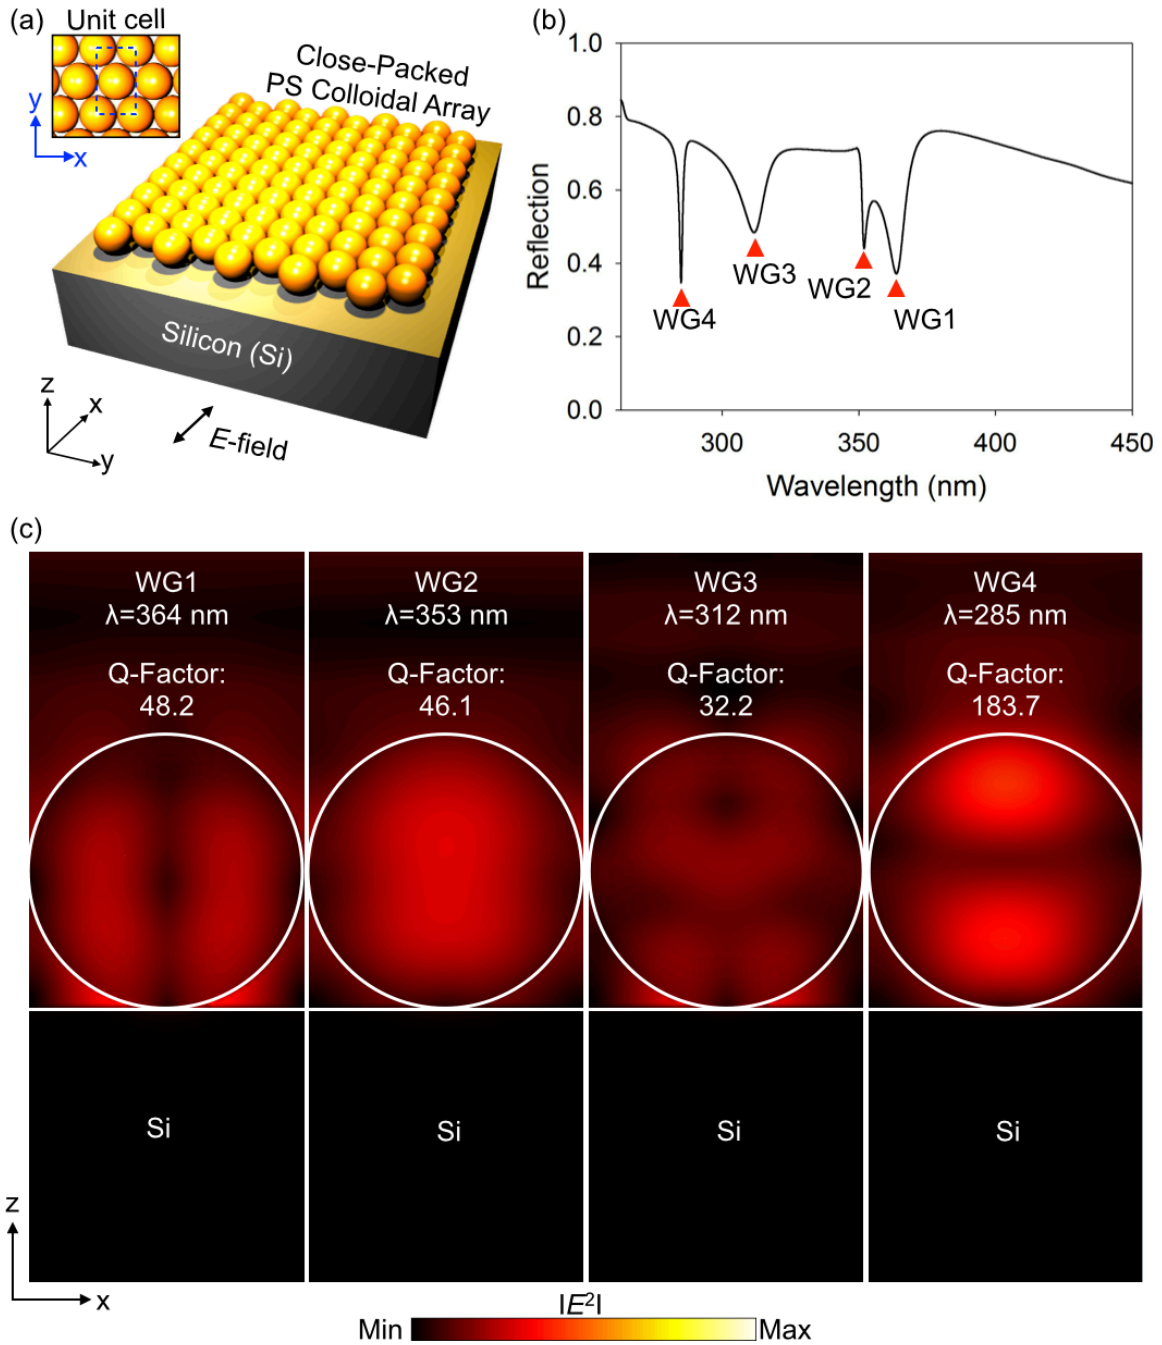 (a)
Unit cell
y
x
Close-Packed
PS Colloidal Array
Silicon (Si)
z
x
y
E-field
(b)
1.0
0.8
0.6
0.4
0.2
0.0
Reflection
WG4
WG3
WG2
WG1
300
350
400
450
Wavelength (nm)
(c)
WG1
λ=364 nm
Q-Factor:
48.2
WG2
λ=353 nm
Q-Factor:
46.1
WG3
λ=312 nm
Q-Factor:
32.2
WG4
λ=285 nm
Q-Factor:
183.7
Si
Si
Si
Si
z
x
|E²|
Min
Max